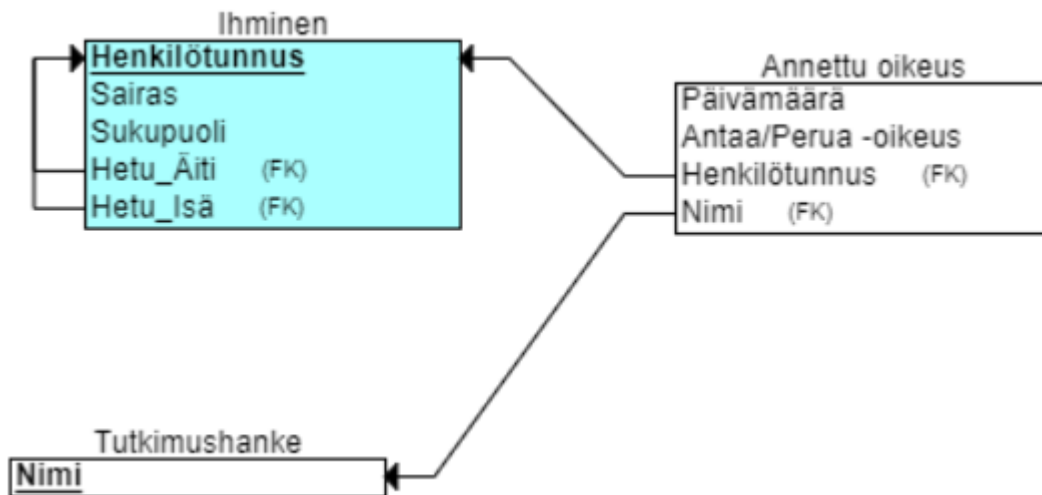 Ihminen
Henkilötunnus
Sairas
Sukupuoli
Hetu_Äiti (FK)
Hetu_Isä (FK)
Annettu oikeus
Päivämäärä
Antaa/Perua -oikeus
Henkilötunnus (FK)
Nimi (FK)
Tutkimushanke
Nimi